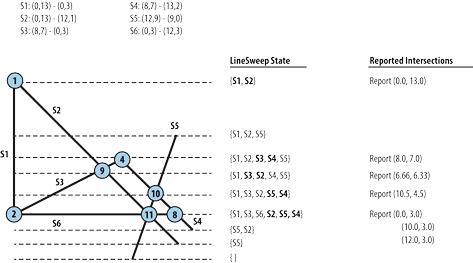 S1: (0,13) - (0,3) S4: (8,7) - (13,2)
S2: (0,13) - (12,1) S5: (12,9) - (9,0)
S3: (8,7) - (0,3) S6: (0,3) - (12,3)
LineSweep State Reported Intersections
1 {S1, S2} Report (0.0, 13.0)
S2
S5 {S1, S2, S5}
S1 4 {S1, S2, S3, S4, S5} Report (8.0, 7.0)
9 {S1, S3, S2, S4, S5} Report (6.66, 6.33)
S3 10 {S1, S3, S2, S5, S4} Report (10.5, 4.5)
2 11 8 {S1, S3, S6, S2, S5, S4} Report (0.0, 3.0)
S6 S4 {S5, S2} (10.0, 3.0)
{S5} (12.0, 3.0)
{ }